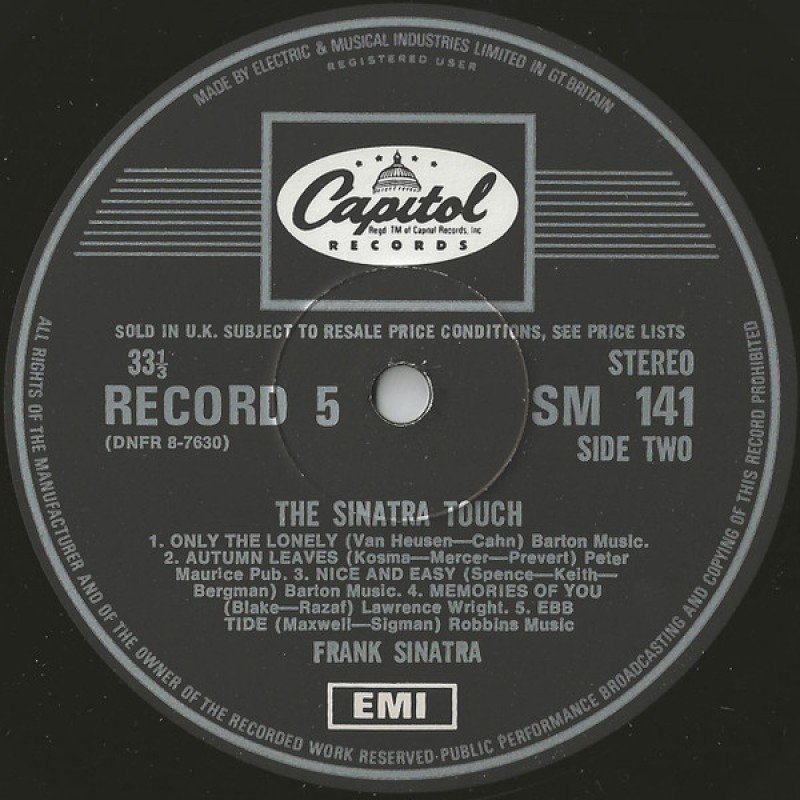 MADE BY ELECTRIC & MUSICAL INDUSTRIES LIMITED IN GT. BRITAIN
REGISTERED USER
Capitol
Regd TM of Capitol Records, Inc
RECORDS
SOLD IN U.K. SUBJECT TO RESALE PRICE CONDITIONS, SEE PRICE LISTS
33⅓ STEREO
RECORD 5 SM 141
(DNFR 8-7630) SIDE TWO
THE SINATRA TOUCH
1. ONLY THE LONELY (Van Heusen—Cahn) Barton Music.
2. AUTUMN LEAVES (Kosma—Mercer—Prevert) Peter
Maurice Pub. 3. NICE AND EASY (Spence—Keith—
Bergman) Barton Music. 4. MEMORIES OF YOU
(Blake—Razaf) Lawrence Wright. 5. EBB
TIDE (Maxwell—Sigman) Robbins Music
FRANK SINATRA
EMI
ALL RIGHTS OF THE MANUFACTURER AND OF THE OWNER OF THE RECORDED WORK RESERVED·PUBLIC PERFORMANCE BROADCASTING AND COPYING OF THIS RECORD PROHIBITED